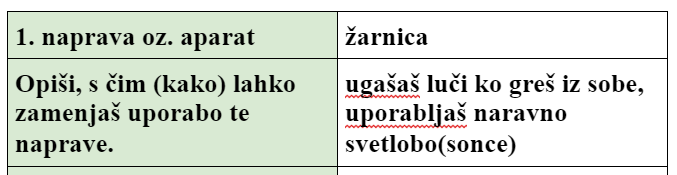 1. naprava oz. aparat
žarnica
Opiši, s čim (kako) lahko
zamenjaš uporabo te
naprave.
ugašaš luči ko greš iz sobe,
uporabljaš naravno
svetlobo(sonce)